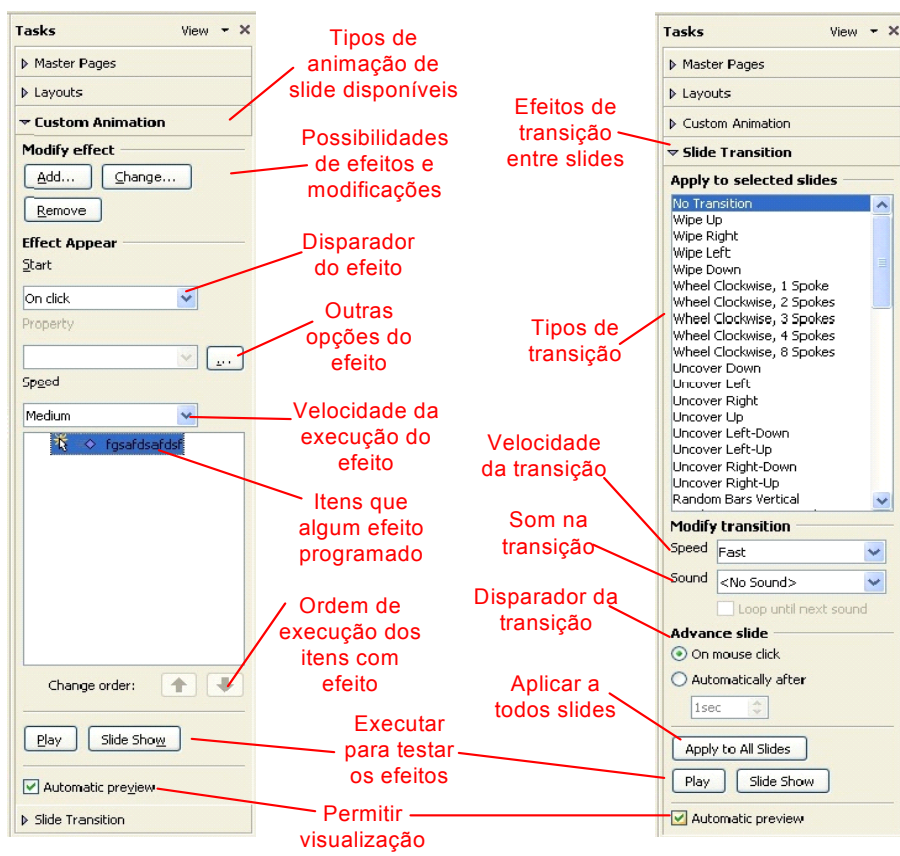 Tasks View
Master Pages
Layouts
Custom Animation
Modify effect
Add... Change...
Remove
Effect Appear
Start
On click
Property
...
Speed
Medium
fgsafdsafdsf
Change order:
Play Slide Show
Automatic preview
Slide Transition
Tipos de
animação de
slide disponíveis
Possibilidades
de efeitos e
modificações
Disparador
do efeito
Outras
opções do
efeito
Velocidade da
execução do
efeito
Itens que
algum efeito
programado
Ordem de
execução dos
itens com
efeito
Executar
para testar
os efeitos
Permitir
visualização
Efeitos de
transição
entre slides
Tipos de
transição
Velocidade
da transição
Som na
transição
Disparador da
transição
Aplicar a
todos slides
Tasks View
Master Pages
Layouts
Custom Animation
Slide Transition
Apply to selected slides
No Transition
Wipe Up
Wipe Right
Wipe Left
Wipe Down
Wheel Clockwise, 1 Spoke
Wheel Clockwise, 2 Spokes
Wheel Clockwise, 3 Spokes
Wheel Clockwise, 4 Spokes
Wheel Clockwise, 8 Spokes
Uncover Down
Uncover Left
Uncover Right
Uncover Up
Uncover Left-Down
Uncover Left-Up
Uncover Right-Down
Uncover Right-Up
Random Bars Vertical
Modify transition
Speed Fast
Sound <No Sound>
Loop until next sound
Advance slide
On mouse click
Automatically after
1sec
Apply to All Slides
Play Slide Show
Automatic preview